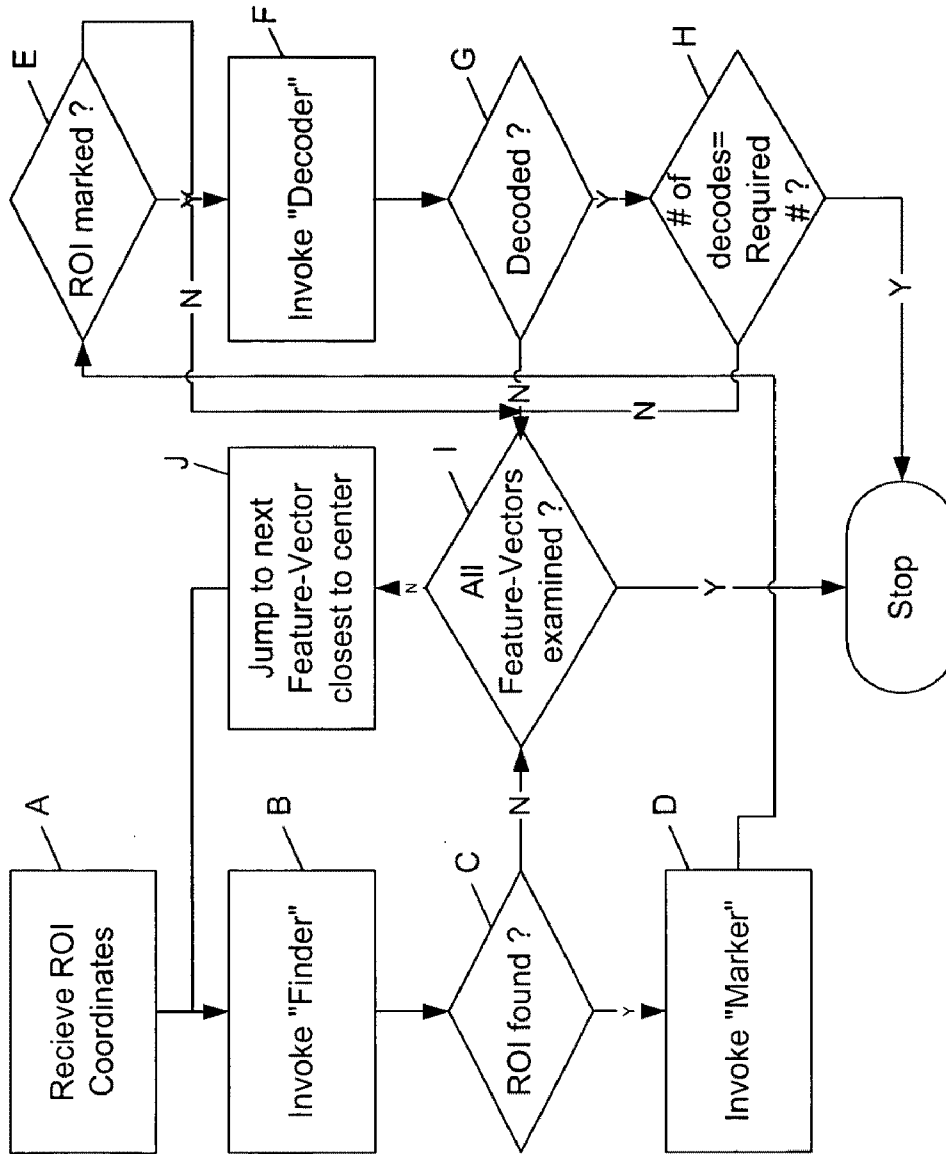 A
Recieve ROI
Coordinates
B
Invoke "Finder"
C
ROI found ?
N
Y
D
Invoke "Marker"
J
Jump to next
Feature-Vector
closest to center
N
I
All
Feature-Vectors
examined ?
Y
Stop
E
ROI marked ?
Y
N
F
Invoke "Decoder"
G
Decoded ?
N
Y
H
# of
decodes=
Required
# ?
N
Y